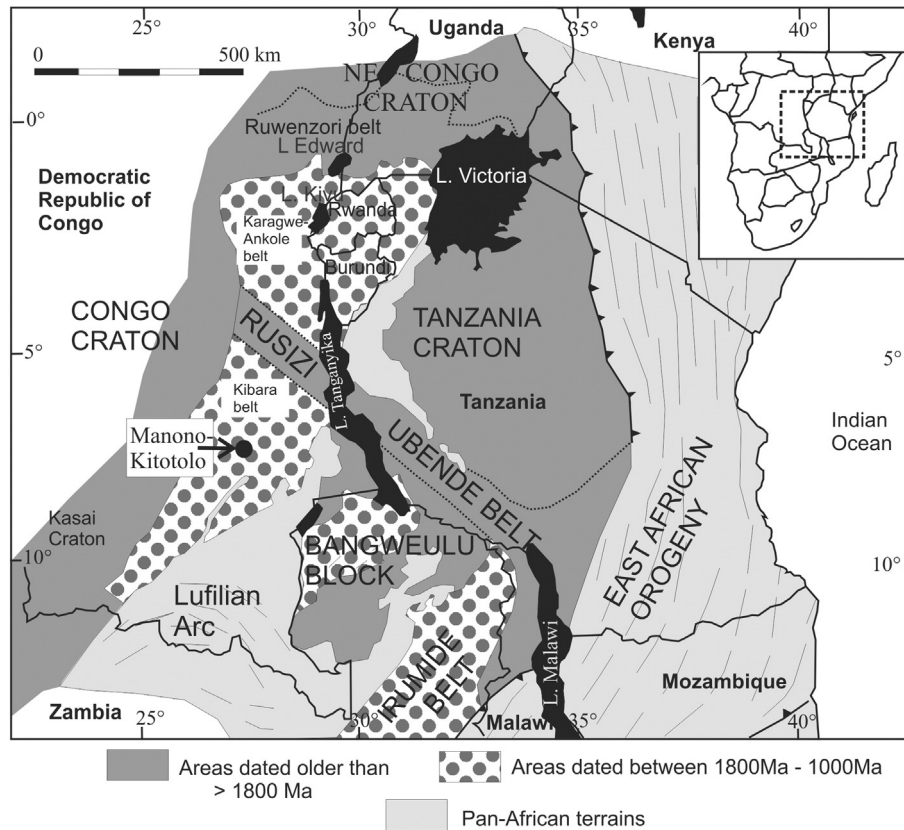 25°
Uganda
35°
Kenya
40°
0
500 km
NE CONGO
CRATON
0°
Ruwenzori belt
L Edward
Democratic
Republic of
Congo
L. Kivu
Rwanda
L. Victoria
Karagwe-
Ankole
belt
Burundi
CONGO
CRATON
RUSIZI
TANZANIA
CRATON
5°
5°
L. Tanganyika
Kibara
belt
Tanzania
Indian
Ocean
Manono-
Kitotolo
UBENDE BELT
Kasai
Craton
EAST AFRICAN
OROGENY
10°
BANGWEULU
BLOCK
10°
Lufilian
Arc
IRUMIDE
BELT
L. Malawi
Mozambique
Zambia
25°
30°
Malawi
35°
40°
Areas dated older than
> 1800 Ma
Areas dated between 1800Ma - 1000Ma
Pan-African terrains